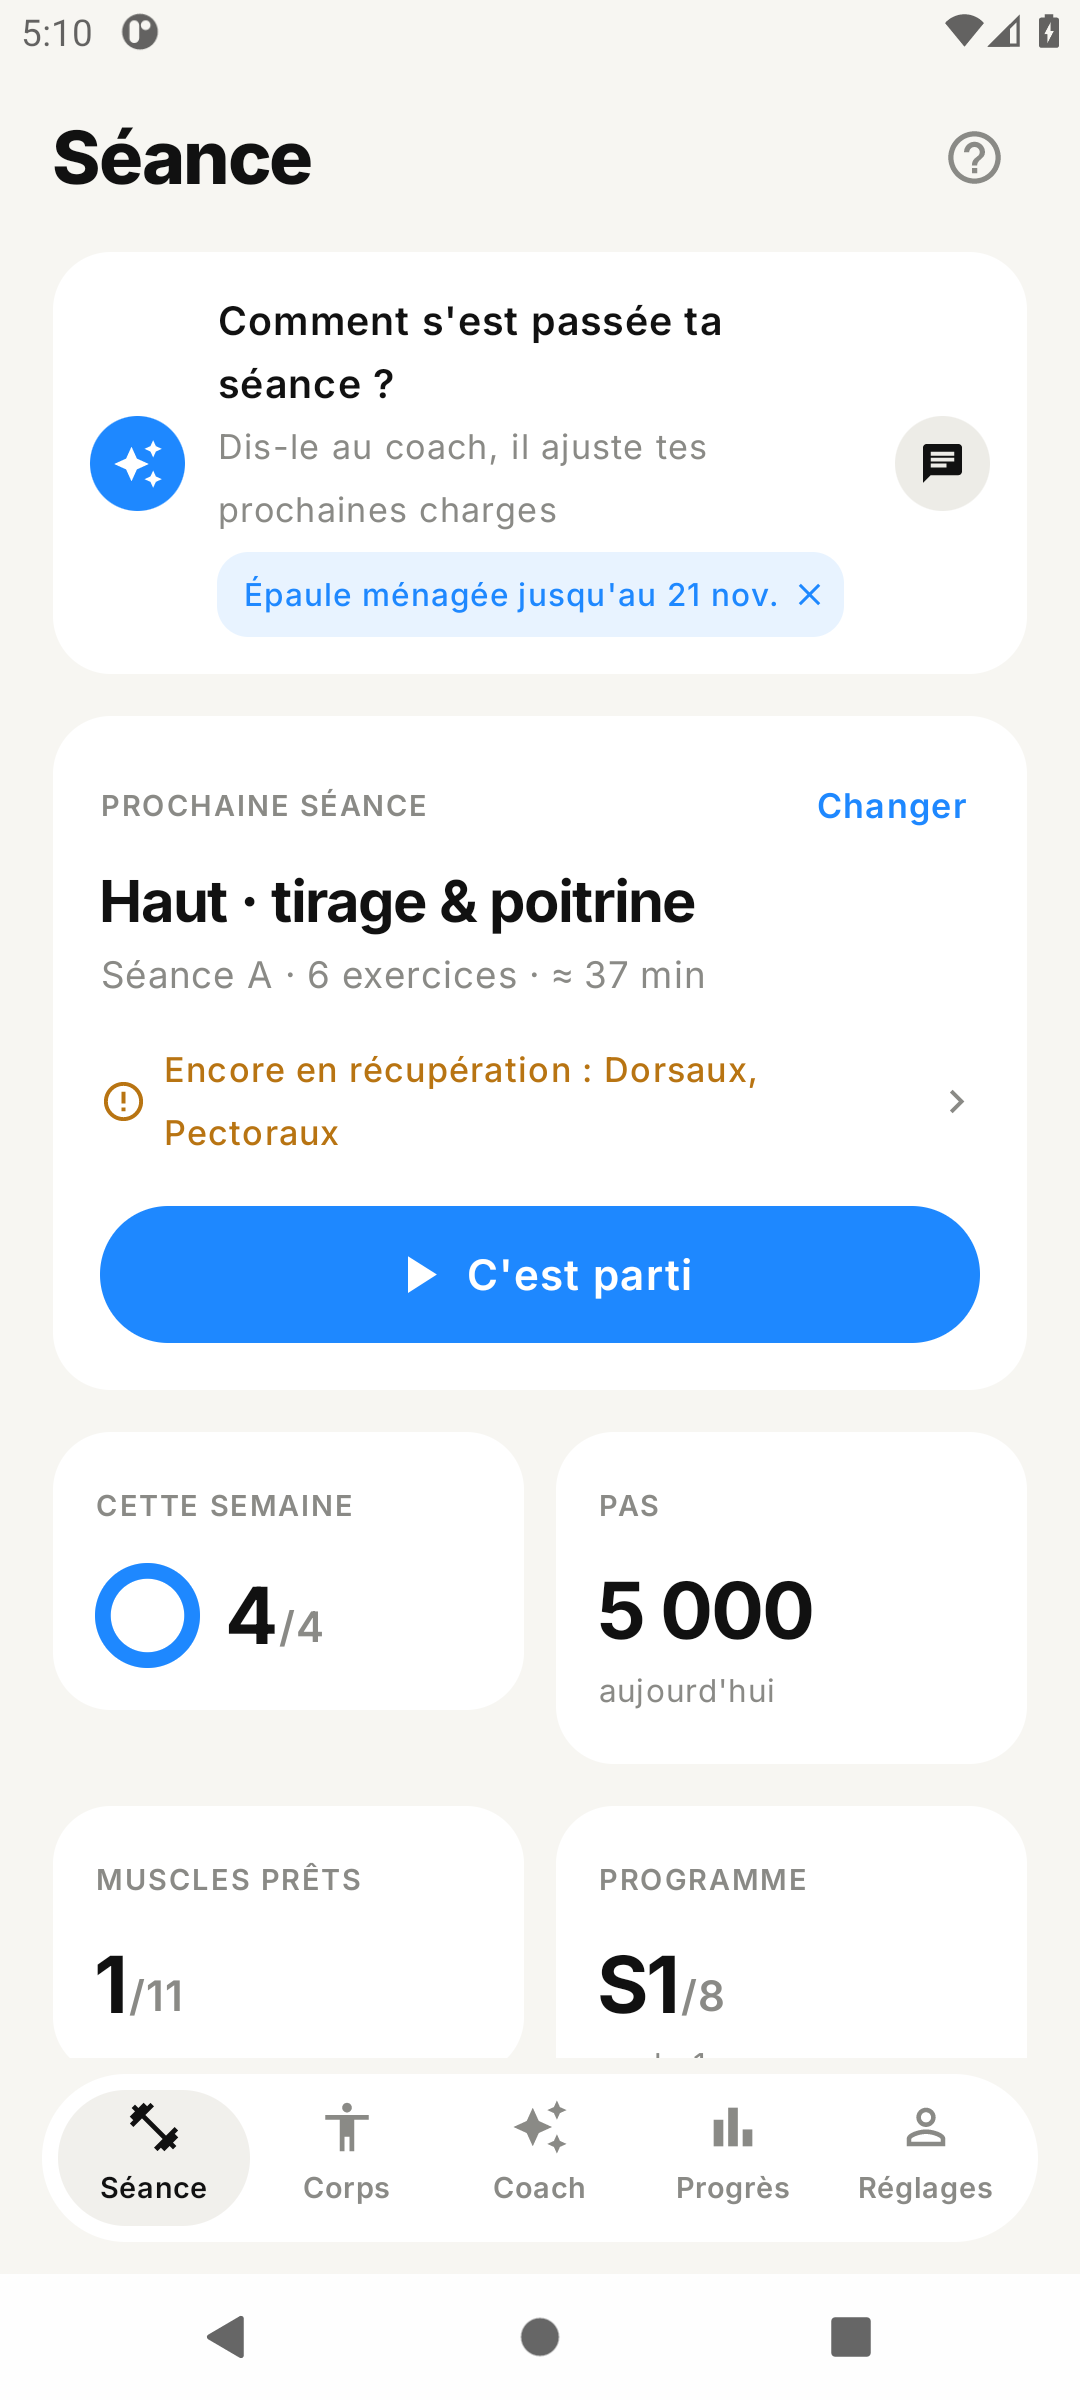 5:10
Séance
Comment s'est passée ta
séance ?
Dis-le au coach, il ajuste tes
prochaines charges
Épaule ménagée jusqu'au 21 nov.
PROCHAINE SÉANCE
Changer
Haut · tirage & poitrine
Séance A · 6 exercices · ≈ 37 min
Encore en récupération : Dorsaux,
Pectoraux
C'est parti
CETTE SEMAINE
4/4
PAS
5 000
aujourd'hui
MUSCLES PRÊTS
1/11
PROGRAMME
S1/8
Séance
Corps
Coach
Progrès
Réglages